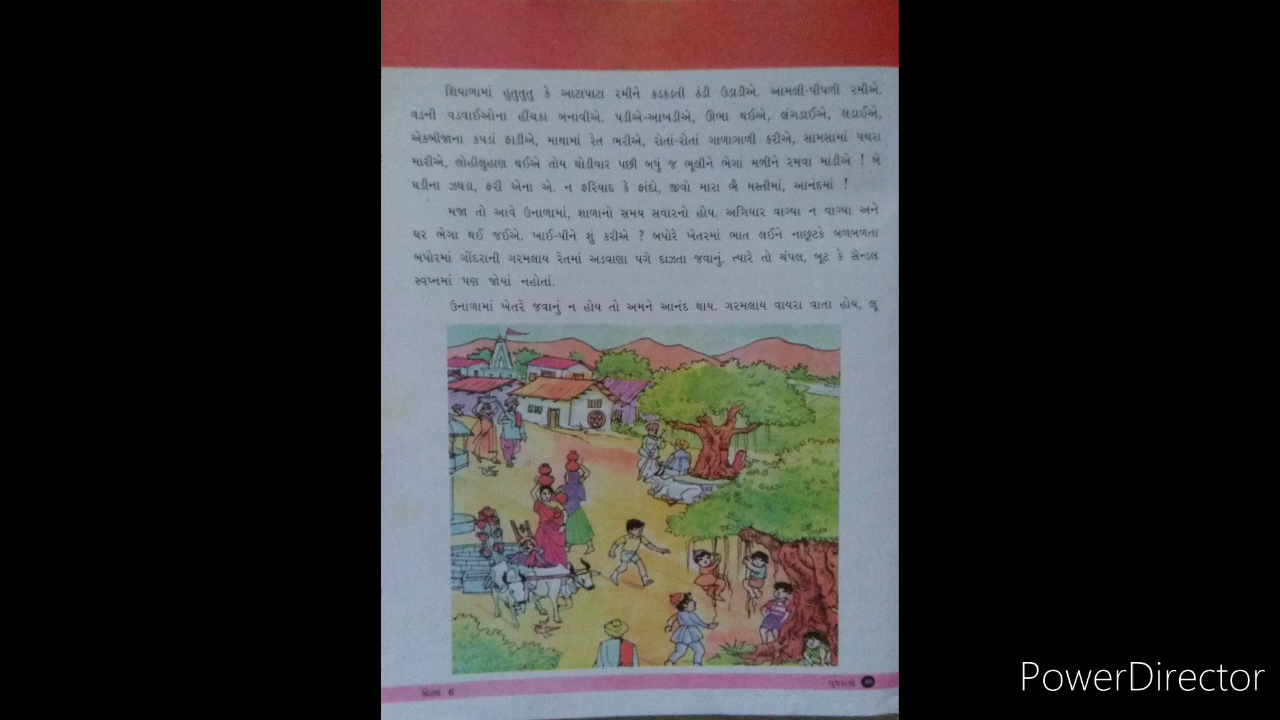 શિયાળામાં હુતુતુતુ કે આટાપાટા રમીને કડકડતી ઠંડી ઉડાડીએ. આમલી-પીપળી રમીએ.
વડની વડવાઈઓના હીંચકા બનાવીએ. પડીએ-આખડીએ, ઊભા થઈએ, લંગડાઈએ, લડાઈએ,
એકબીજાના કપડાં ફાડીએ, માથામાં રેત ભરીએ, રોતાં-રોતાં ગાળાગાળી કરીએ, સામસામાં પથરા
મારીએ, લોહીલુહાણ થઈએ તોય થોડીવાર પછી બધું જ ભૂલીને ભેગાં મળીને રમવા માંડીએ ! બે
ઘડીના ઝઘડા, ફરી એના એ. ન ફરિયાદ કે ફાંદો, જીવો મારા ભૈ મસ્તીમાં, આનંદમાં !
મજા તો આવે ઉનાળામાં, શાળાનો સમય સવારનો હોય. અગિયાર વાગ્યા ન વાગ્યા અને
ઘર ભેગા થઈ જઈએ. ખાઈ-પીને શું કરીએ ? બપોરે ખેતરમાં ભાત લઈને નાછૂટકે બળબળતા
બપોરમાં ગોંદરાની ગરમલાય રેતમાં અડવાણા પગે દાઝતા જવાનું. ત્યારે તો ચંપલ, બૂટ કે સૅન્ડલ
સ્વપ્નમાં પણ જોયાં નહોતાં.
ઉનાળામાં ખેતરે જવાનું ન હોય તો અમને આનંદ થાય. ગરમલાય વાયરા વાતા હોય, લૂ
ધોરણ ૬
ગુજરાતી
PowerDirector